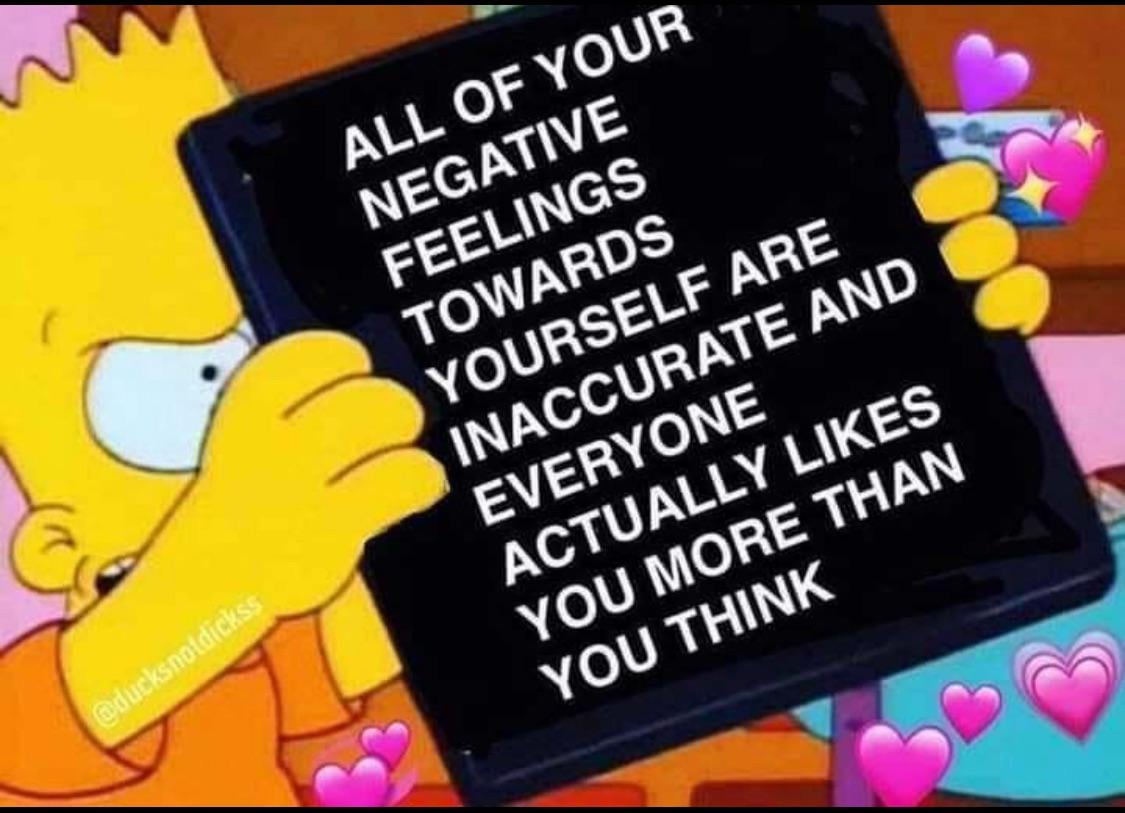 ALL OF YOUR
NEGATIVE
FEELINGS
TOWARDS
YOURSELF ARE
INACCURATE AND
EVERYONE
ACTUALLY LIKES
YOU MORE THAN
YOU THINK
@ducksnotdickss